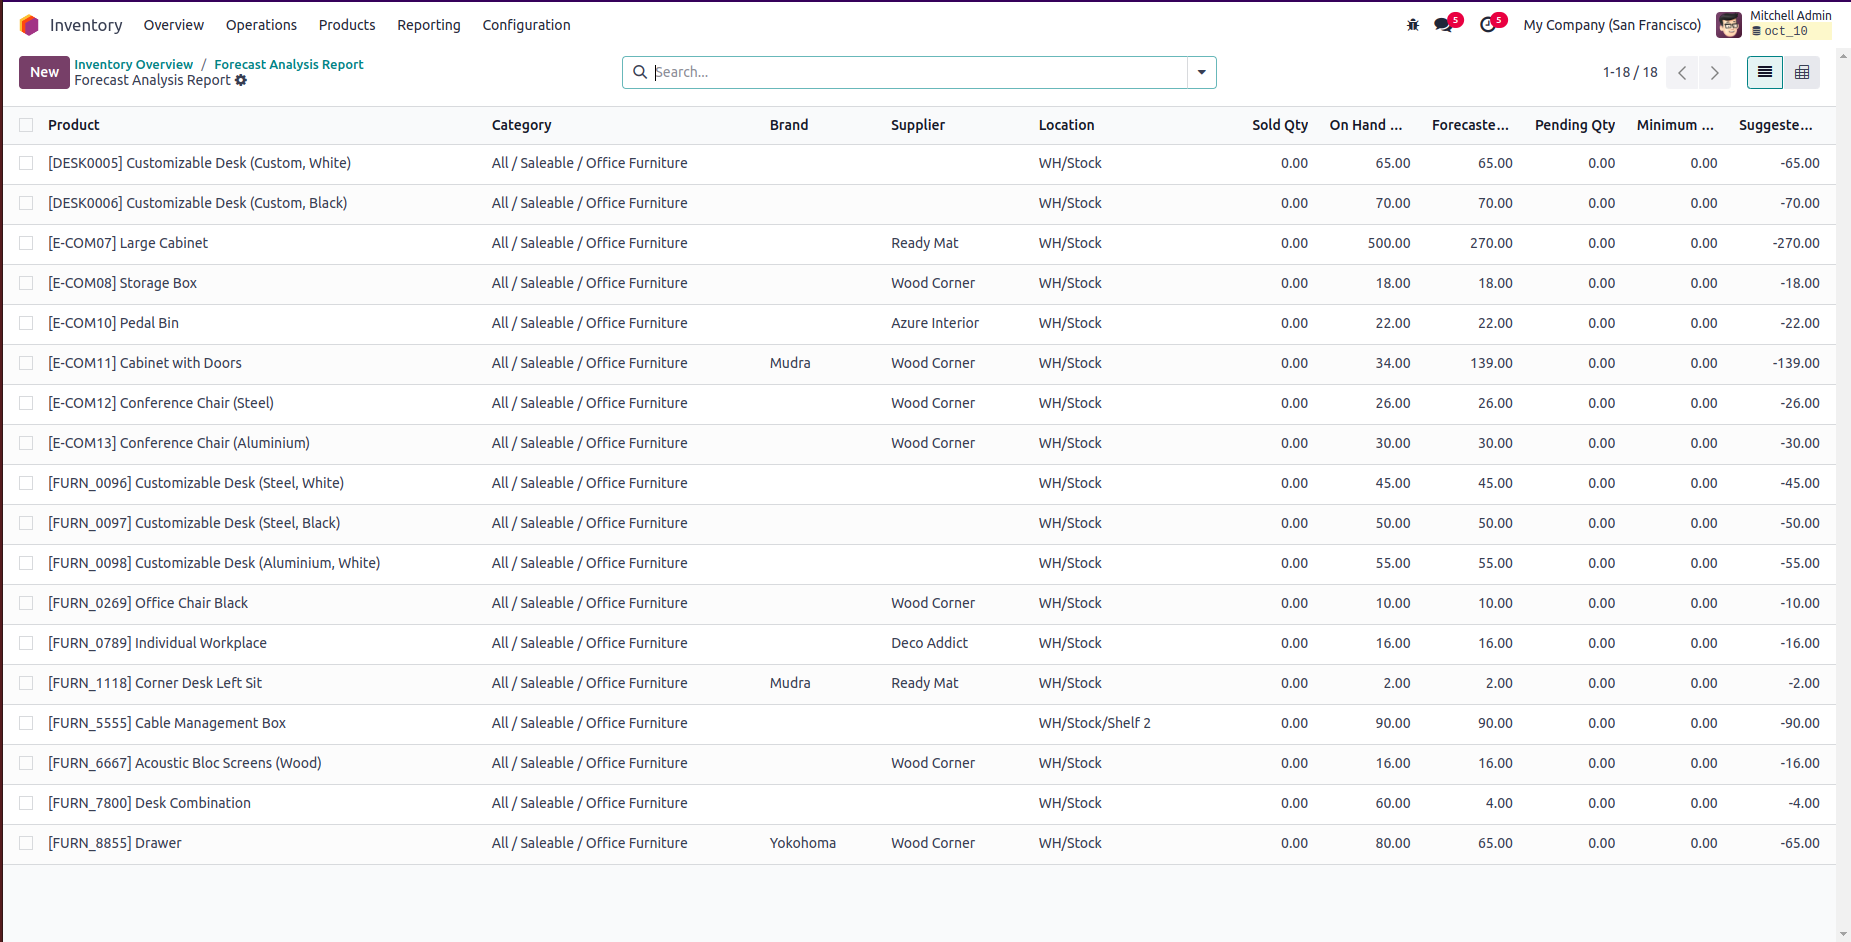 Inventory Overview Operations Products Reporting Configuration 5 5 My Company (San Francisco) Mitchell Admin
oct_10
New Inventory Overview / Forecast Analysis Report
Forecast Analysis Report
Search... 1-18 / 18
Product Category Brand Supplier Location Sold Qty On Hand ... Forecaste... Pending Qty Minimum ... Suggeste...
[DESK0005] Customizable Desk (Custom, White) All / Saleable / Office Furniture WH/Stock 0.00 65.00 65.00 0.00 0.00 -65.00
[DESK0006] Customizable Desk (Custom, Black) All / Saleable / Office Furniture WH/Stock 0.00 70.00 70.00 0.00 0.00 -70.00
[E-COM07] Large Cabinet All / Saleable / Office Furniture Ready Mat WH/Stock 0.00 500.00 270.00 0.00 0.00 -270.00
[E-COM08] Storage Box All / Saleable / Office Furniture Wood Corner WH/Stock 0.00 18.00 18.00 0.00 0.00 -18.00
[E-COM10] Pedal Bin All / Saleable / Office Furniture Azure Interior WH/Stock 0.00 22.00 22.00 0.00 0.00 -22.00
[E-COM11] Cabinet with Doors All / Saleable / Office Furniture Mudra Wood Corner WH/Stock 0.00 34.00 139.00 0.00 0.00 -139.00
[E-COM12] Conference Chair (Steel) All / Saleable / Office Furniture Wood Corner WH/Stock 0.00 26.00 26.00 0.00 0.00 -26.00
[E-COM13] Conference Chair (Aluminium) All / Saleable / Office Furniture Wood Corner WH/Stock 0.00 30.00 30.00 0.00 0.00 -30.00
[FURN_0096] Customizable Desk (Steel, White) All / Saleable / Office Furniture WH/Stock 0.00 45.00 45.00 0.00 0.00 -45.00
[FURN_0097] Customizable Desk (Steel, Black) All / Saleable / Office Furniture WH/Stock 0.00 50.00 50.00 0.00 0.00 -50.00
[FURN_0098] Customizable Desk (Aluminium, White) All / Saleable / Office Furniture WH/Stock 0.00 55.00 55.00 0.00 0.00 -55.00
[FURN_0269] Office Chair Black All / Saleable / Office Furniture Wood Corner WH/Stock 0.00 10.00 10.00 0.00 0.00 -10.00
[FURN_0789] Individual Workplace All / Saleable / Office Furniture Deco Addict WH/Stock 0.00 16.00 16.00 0.00 0.00 -16.00
[FURN_1118] Corner Desk Left Sit All / Saleable / Office Furniture Mudra Ready Mat WH/Stock 0.00 2.00 2.00 0.00 0.00 -2.00
[FURN_5555] Cable Management Box All / Saleable / Office Furniture WH/Stock/Shelf 2 0.00 90.00 90.00 0.00 0.00 -90.00
[FURN_6667] Acoustic Bloc Screens (Wood) All / Saleable / Office Furniture Wood Corner WH/Stock 0.00 16.00 16.00 0.00 0.00 -16.00
[FURN_7800] Desk Combination All / Saleable / Office Furniture WH/Stock 0.00 60.00 4.00 0.00 0.00 -4.00
[FURN_8855] Drawer All / Saleable / Office Furniture Yokohoma Wood Corner WH/Stock 0.00 80.00 65.00 0.00 0.00 -65.00